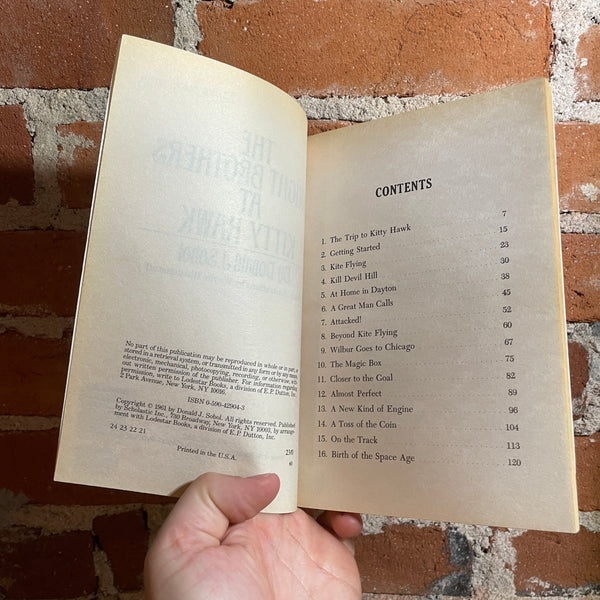 No part of this publication may be reproduced in whole or in part, or
stored in a retrieval system, or transmitted in any form or by any means,
electronic, mechanical, photocopying, recording, or otherwise, with-
out written permission of the publisher. For information regarding
permission, write to Lodestar Books, a division of E.P. Dutton, Inc.,
2 Park Avenue, New York, NY 10016.
ISBN 0-590-42904-3
Copyright © 1961 by Donald J. Sobol. All rights reserved. Published
by Scholastic Inc., 730 Broadway, New York, NY 10003, by arrange-
ment with Lodestar Books, a division of E.P. Dutton, Inc.
24 23 22 21
Printed in the U.S.A.
CONTENTS
1. The Trip to Kitty Hawk 7
2. Getting Started 15
3. Kite Flying 23
4. Kill Devil Hill 30
5. At Home in Dayton 38
6. A Great Man Calls 45
7. Attacked! 52
8. Beyond Kite Flying 60
9. Wilbur Goes to Chicago 67
10. The Magic Box 75
11. Closer to the Goal 82
12. Almost Perfect 89
13. A New Kind of Engine 96
14. A Toss of the Coin 104
15. On the Track 113
16. Birth of the Space Age 120